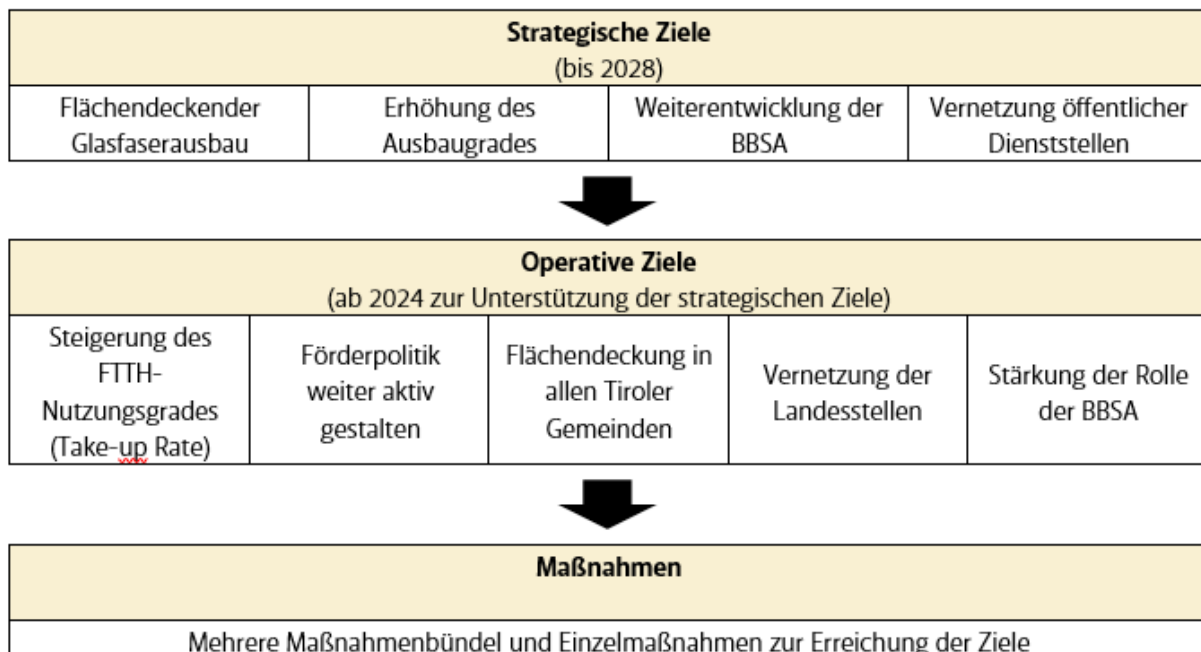 Strategische Ziele
(bis 2028)
Flächendeckender
Glasfaserausbau
Erhöhung des
Ausbaugrades
Weiterentwicklung der
BBSA
Vernetzung öffentlicher
Dienststellen
Operative Ziele
(ab 2024 zur Unterstützung der strategischen Ziele)
Steigerung des
FTTH-
Nutzungsgrades
(Take-up Rate)
Förderpolitik
weiter aktiv
gestalten
Flächendeckung in
allen Tiroler
Gemeinden
Vernetzung der
Landesstellen
Stärkung der Rolle
der BBSA
Maßnahmen
Mehrere Maßnahmenbündel und Einzelmaßnahmen zur Erreichung der Ziele